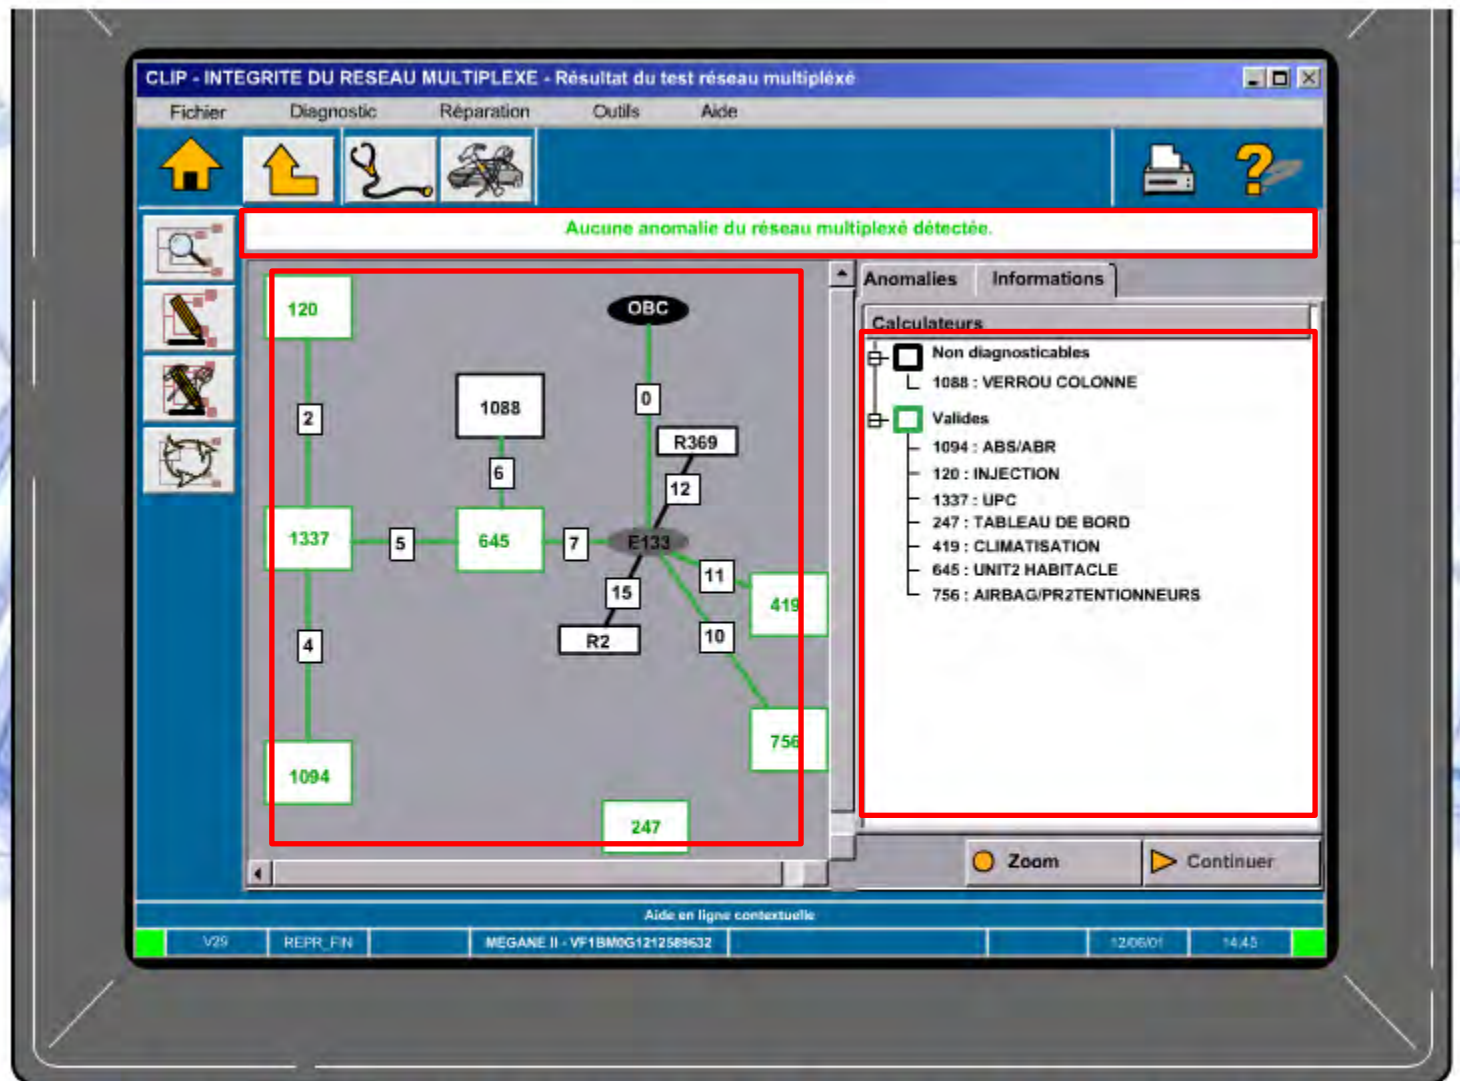 CLIP - INTEGRITE DU RESEAU MULTIPLEXE - Résultat du test réseau multipléxé
Fichier Diagnostic Réparation Outils Aide
Aucune anomalie du réseau multiplexé détectée.
Anomalies Informations
Calculateurs
Non diagnosticables
1088 : VERROU COLONNE
Valides
1094 : ABS/ABR
120 : INJECTION
1337 : UPC
247 : TABLEAU DE BORD
419 : CLIMATISATION
645 : UNIT2 HABITACLE
756 : AIRBAG/PR2TENTIONNEURS
120
OBC
1088
0
2
R369
6
12
1337
5
645
7
E133
11
15
419
4
R2
10
756
1094
247
Zoom
Continuer
Aide en ligne contextuelle
V29 REPR_FIN MEGANE II - VF1BM0G1212589632 12/06/01 14:45